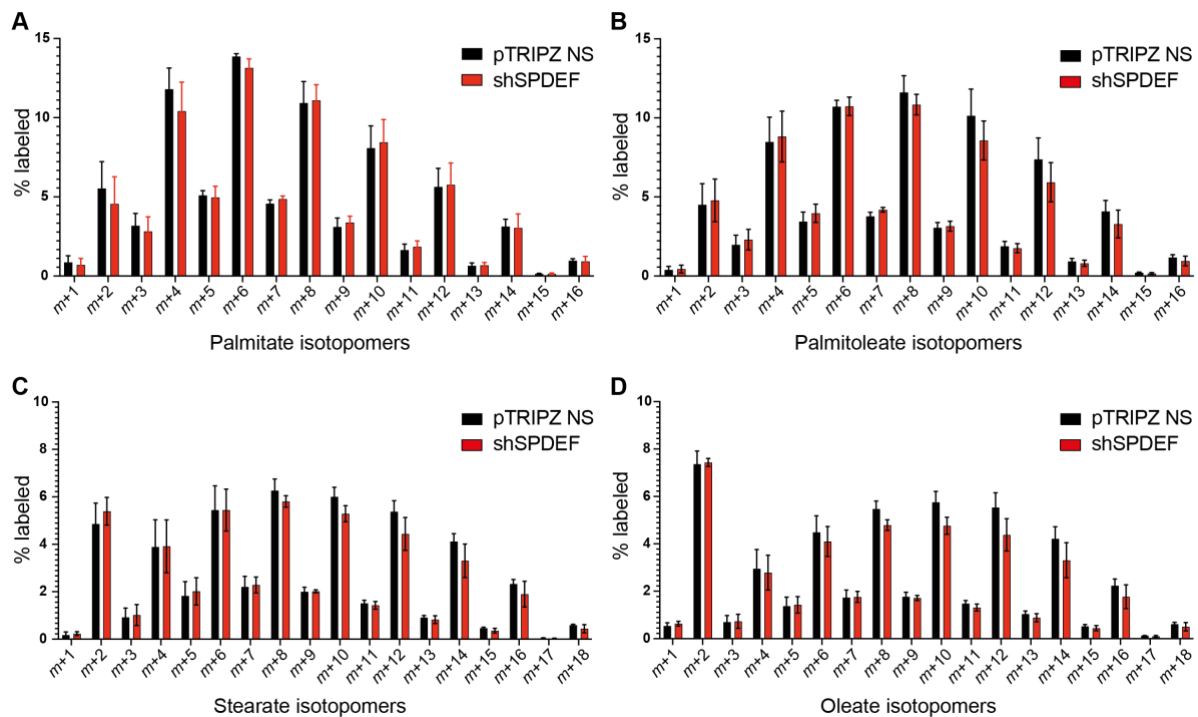 A
15
10
5
0
% labeled
pTRIPZ NS
shSPDEF
m+1
m+2
m+3
m+4
m+5
m+6
m+7
m+8
m+9
m+10
m+11
m+12
m+13
m+14
m+15
m+16
Palmitate isotopomers
B
15
10
5
0
% labeled
pTRIPZ NS
shSPDEF
m+1
m+2
m+3
m+4
m+5
m+6
m+7
m+8
m+9
m+10
m+11
m+12
m+13
m+14
m+15
m+16
Palmitoleate isotopomers
C
10
8
6
4
2
0
% labeled
pTRIPZ NS
shSPDEF
m+1
m+2
m+3
m+4
m+5
m+6
m+7
m+8
m+9
m+10
m+11
m+12
m+13
m+14
m+15
m+16
m+17
m+18
Stearate isotopomers
D
10
8
6
4
2
0
% labeled
pTRIPZ NS
shSPDEF
m+1
m+2
m+3
m+4
m+5
m+6
m+7
m+8
m+9
m+10
m+11
m+12
m+13
m+14
m+15
m+16
m+17
m+18
Oleate isotopomers